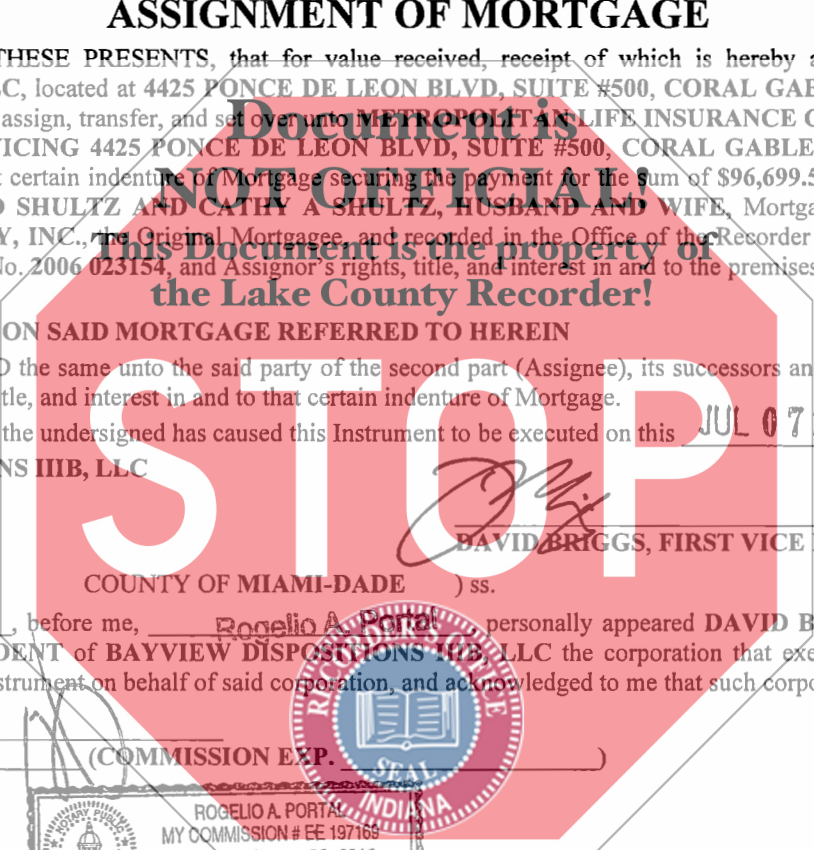 ASSIGNMENT OF MORTGAGE
THESE PRESENTS, that for value received, receipt of which is hereby
C, located at 4425 PONCE DE LEON BLVD, SUITE #500, CORAL GAB
assign, transfer, and set over unto METROPOLITAN LIFE INSURANCE C
VICING 4425 PONCE DE LEON BLVD, SUITE #500, CORAL GABLE
certain indenture of Mortgage securing the payment for the sum of $96,699.5
SHULTZ AND CATHY A SHULTZ, HUSBAND AND WIFE, Mortga
Y, INC., the Original Mortgagee, and recorded in the Office of the Recorder
No. 2006 023154, and Assignor's rights, title, and interest in and to the premises
Document is
NOT OFFICIAL!
This Document is the property of
the Lake County Recorder!
ON SAID MORTGAGE REFERRED TO HEREIN
D the same unto the said party of the second part (Assignee), its successors an
tle, and interest in and to that certain indenture of Mortgage.
the undersigned has caused this Instrument to be executed on this JUL 07
NS IIIB, LLC
STOP
DAVID BRIGGS, FIRST VICE
COUNTY OF MIAMI-DADE ) ss.
, before me, Rogelio A. Portal , personally appeared DAVID B
DENT of BAYVIEW DISPOSITIONS IIIB, LLC the corporation that exe
strument on behalf of said corporation, and acknowledged to me that such corpo
RECORDER'S OFFICE
SEAL
INDIANA
(COMMISSION EXP. )
NOTARY PUBLIC
ROGELIO A. PORTAL
MY COMMISSION # EE 197169